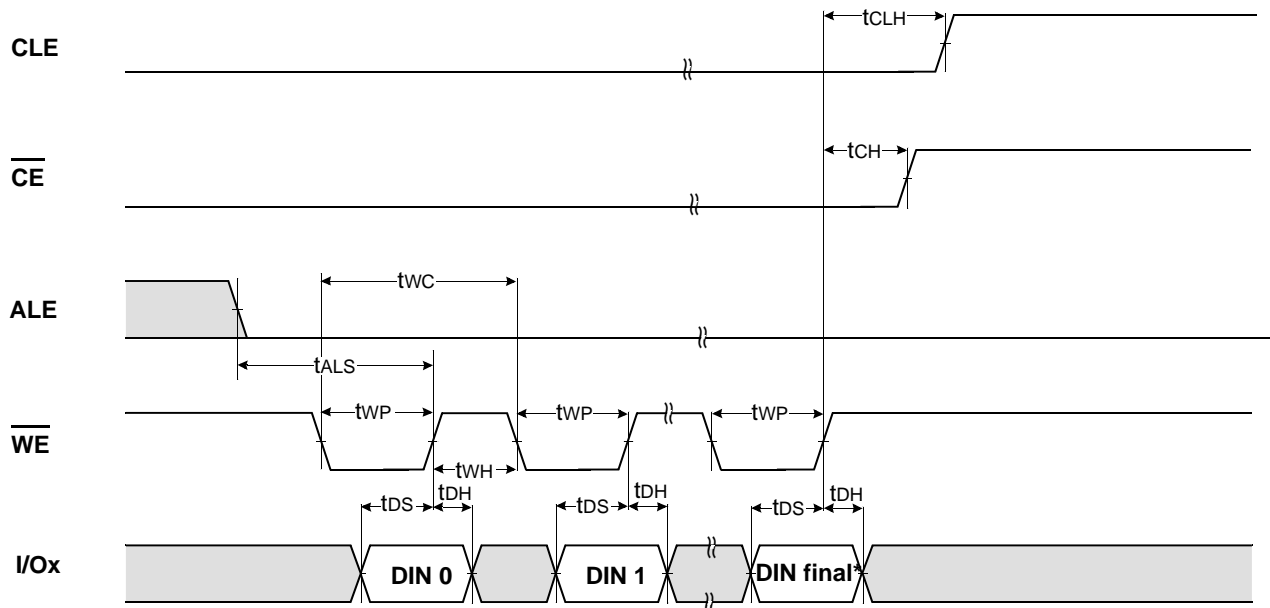 tCLH
CLE
CE
tCH
tWC
ALE
tALS
tWP
tWP
tWP
WE
tWH
tDS
tDH
tDS
tDH
tDS
tDH
I/Ox
DIN 0
DIN 1
DIN final*